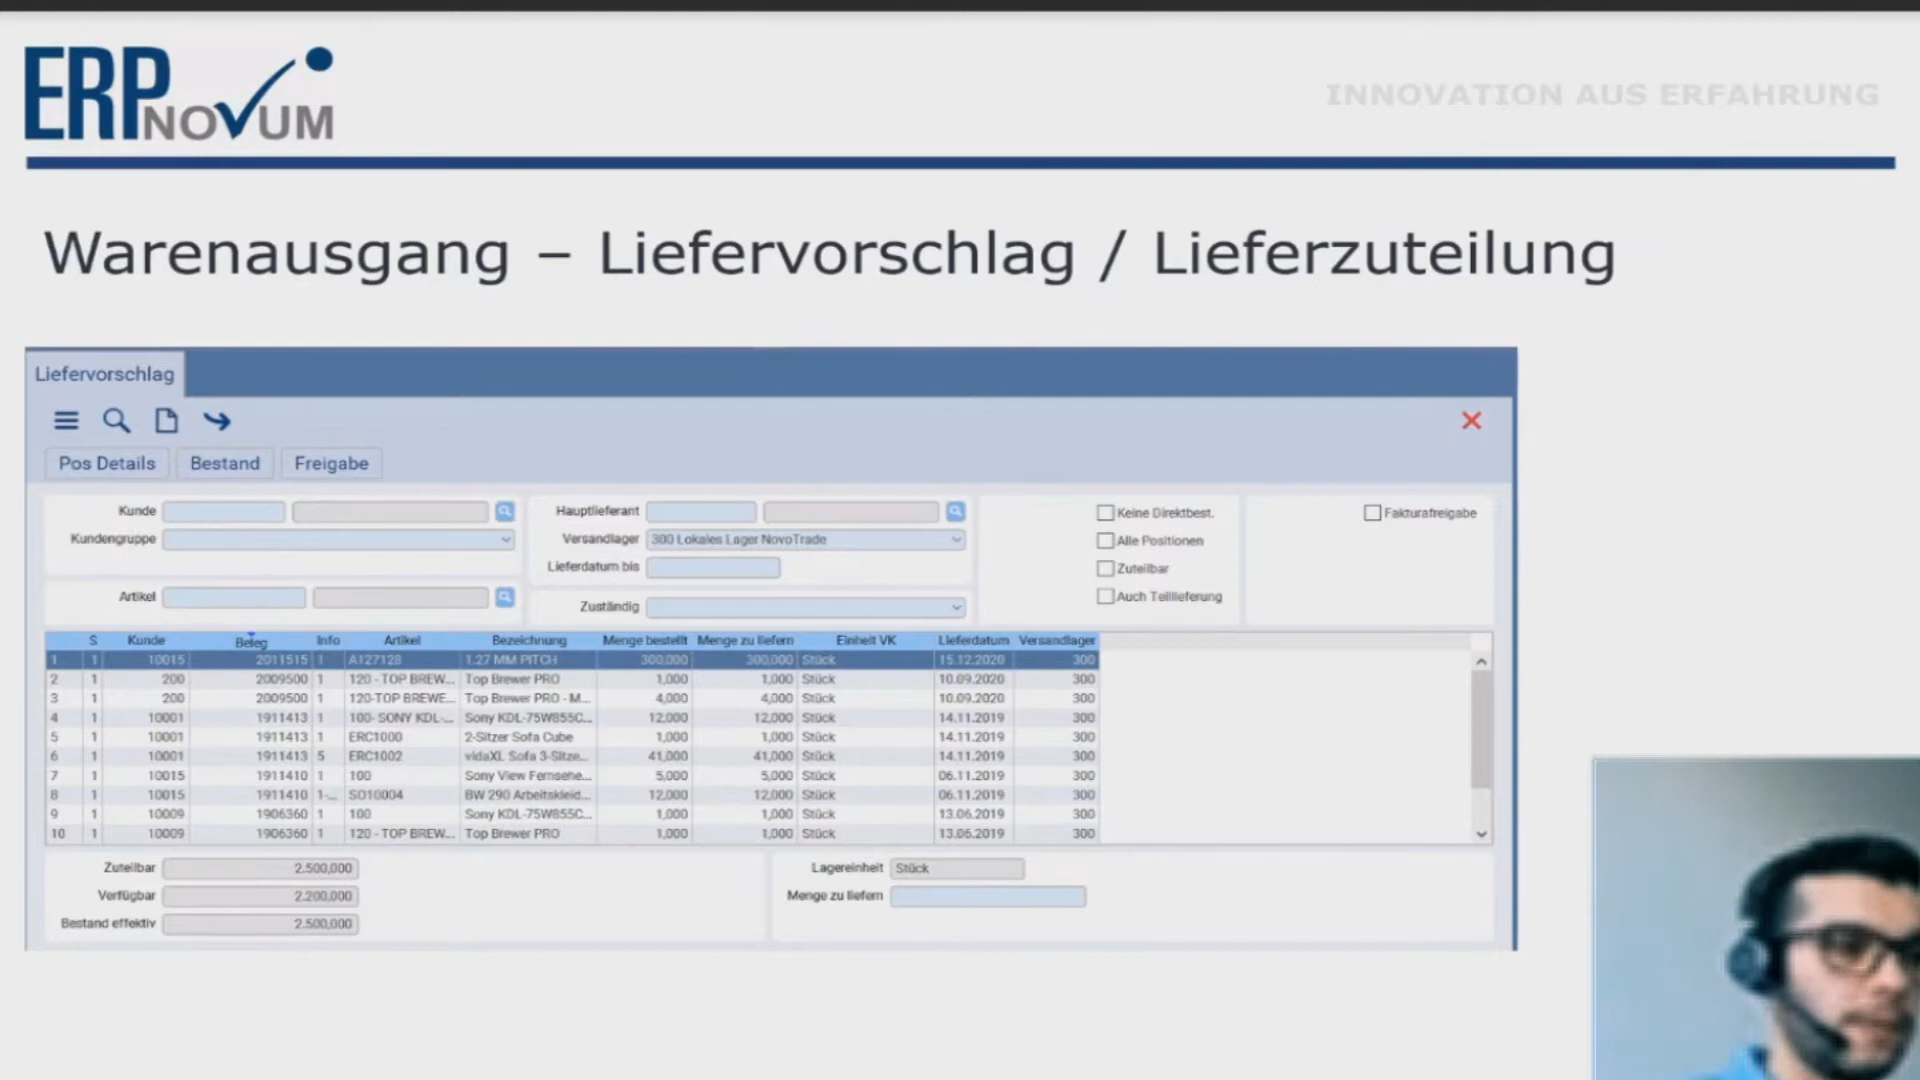 ERP NOVUM
INNOVATION AUS ERFAHRUNG
Warenausgang – Liefervorschlag / Lieferzuteilung
Liefervorschlag
Pos Details Bestand Freigabe
Kunde Hauptlieferant Keine Direktbest. Fakturafreigabe
Kundengruppe Versandlager 300 Lokales Lager NovoTrade Alle Positionen
Lieferdatum bis Zuteilbar
Artikel Zuständig Auch Teillieferung
S Kunde Beleg Info Artikel Bezeichnung Menge bestellt Menge zu liefern Einheit VK Lieferdatum Versandlager
1 1 10015 2011515 1 A127128 1.27 MM PITCH 300,000 300,000 Stück 15.12.2020 300
2 1 200 2009500 1 120 - TOP BREW... Top Brewer PRO 1,000 1,000 Stück 10.09.2020 300
3 1 200 2009500 1 120-TOP BREWE... Top Brewer PRO - M... 4,000 4,000 Stück 10.09.2020 300
4 1 10001 1911413 1 100- SONY KDL-... Sony KDL-75W855C... 12,000 12,000 Stück 14.11.2019 300
5 1 10001 1911413 1 ERC1000 2-Sitzer Sofa Cube 1,000 1,000 Stück 14.11.2019 300
6 1 10001 1911413 5 ERC1002 vidaXL Sofa 3-Sitze... 41,000 41,000 Stück 14.11.2019 300
7 1 10015 1911410 1 100 Sony View Fernsehe... 5,000 5,000 Stück 06.11.2019 300
8 1 10015 1911410 1-... SO10004 BW 290 Arbeitskleid... 12,000 12,000 Stück 06.11.2019 300
9 1 10009 1906360 1 100 Sony KDL-75W855C... 1,000 1,000 Stück 13.06.2019 300
10 1 10009 1906360 1 120 - TOP BREW... Top Brewer PRO 1,000 1,000 Stück 13.06.2019 300
Zuteilbar 2.500,000 Lagereinheit Stück
Verfügbar 2.200,000 Menge zu liefern
Bestand effektiv 2.500,000